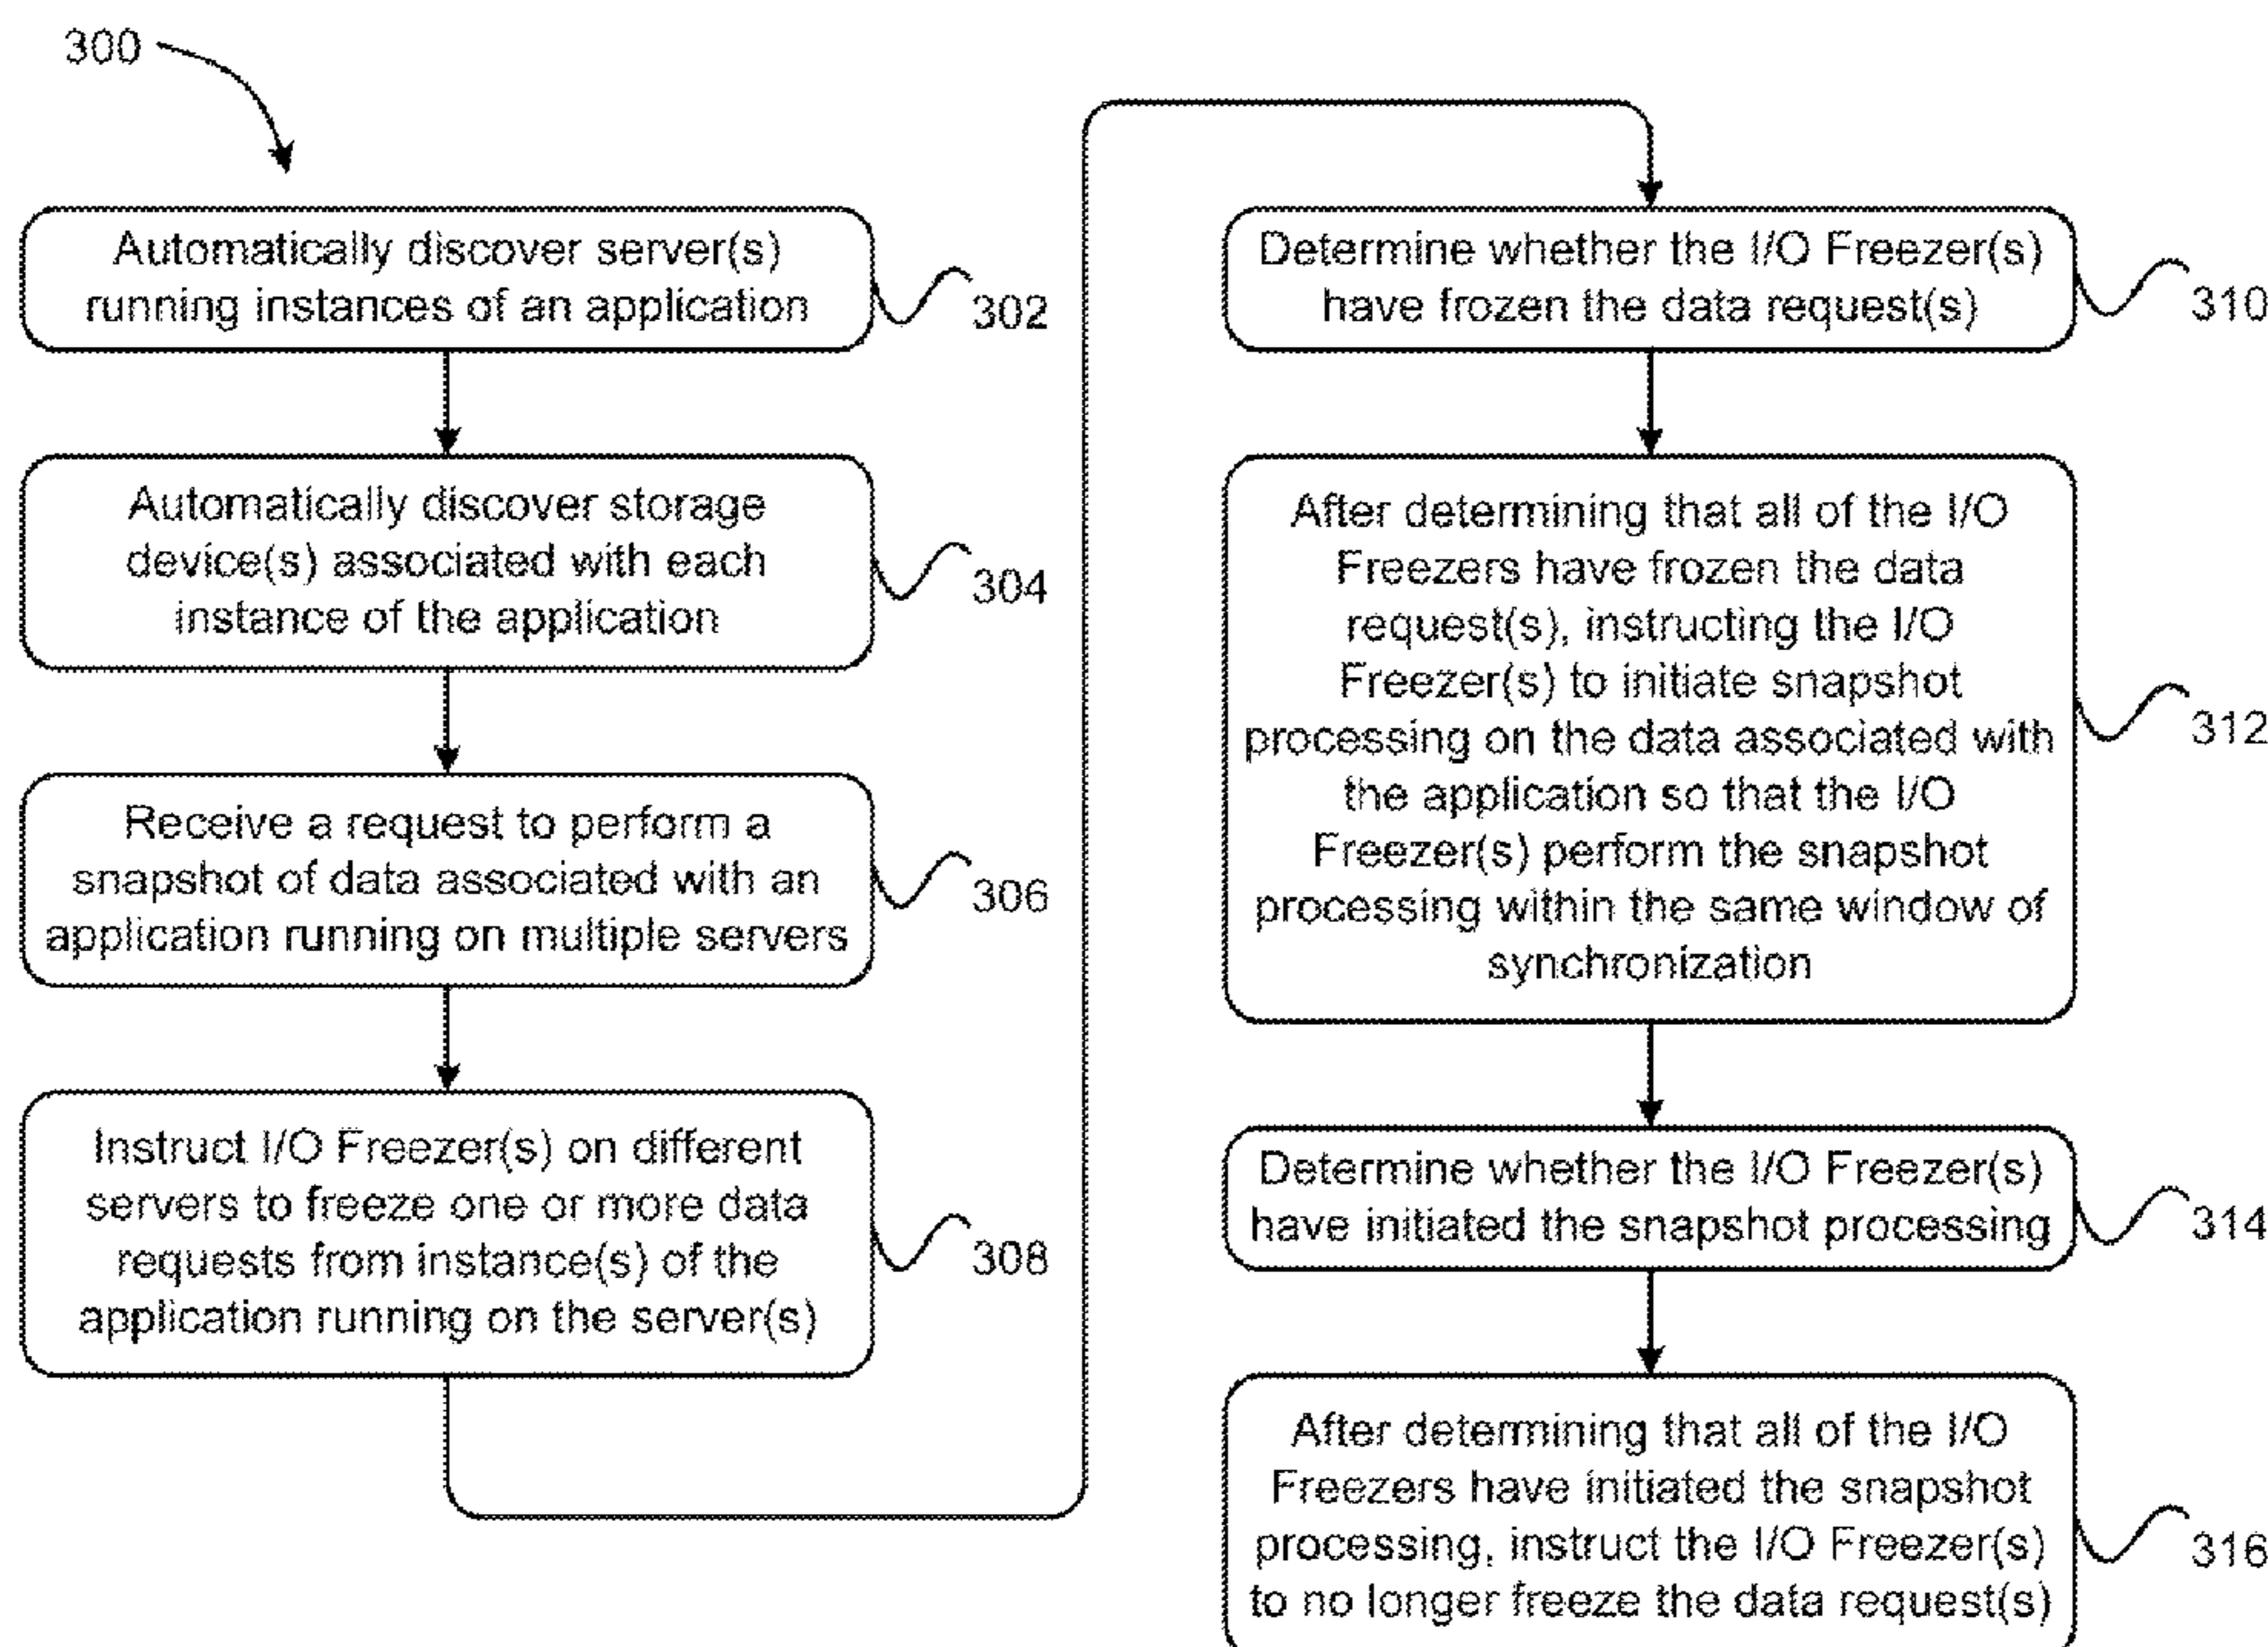 300
Automatically discover server(s)
running instances of an application
302
Automatically discover storage
device(s) associated with each
instance of the application
304
Receive a request to perform a
snapshot of data associated with an
application running on multiple servers
306
Instruct I/O Freezer(s) on different
servers to freeze one or more data
requests from instance(s) of the
application running on the server(s)
308
Determine whether the I/O Freezer(s)
have frozen the data request(s)
310
After determining that all of the I/O
Freezers have frozen the data
request(s), instructing the I/O
Freezer(s) to initiate snapshot
processing on the data associated with
the application so that the I/O
Freezer(s) perform the snapshot
processing within the same window of
synchronization
312
Determine whether the I/O Freezer(s)
have initiated the snapshot processing
314
After determining that all of the I/O
Freezers have initiated the snapshot
processing, instruct the I/O Freezer(s)
to no longer freeze the data request(s)
316